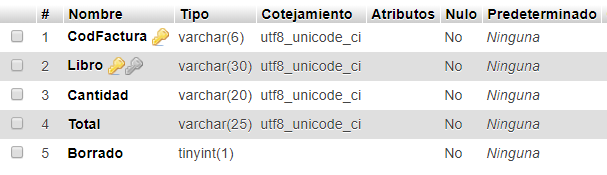 # Nombre Tipo Cotejamiento Atributos Nulo Predeterminado
1 CodFactura varchar(6) utf8_unicode_ci No Ninguna
2 Libro varchar(30) utf8_unicode_ci No Ninguna
3 Cantidad varchar(20) utf8_unicode_ci No Ninguna
4 Total varchar(25) utf8_unicode_ci No Ninguna
5 Borrado tinyint(1) No Ninguna